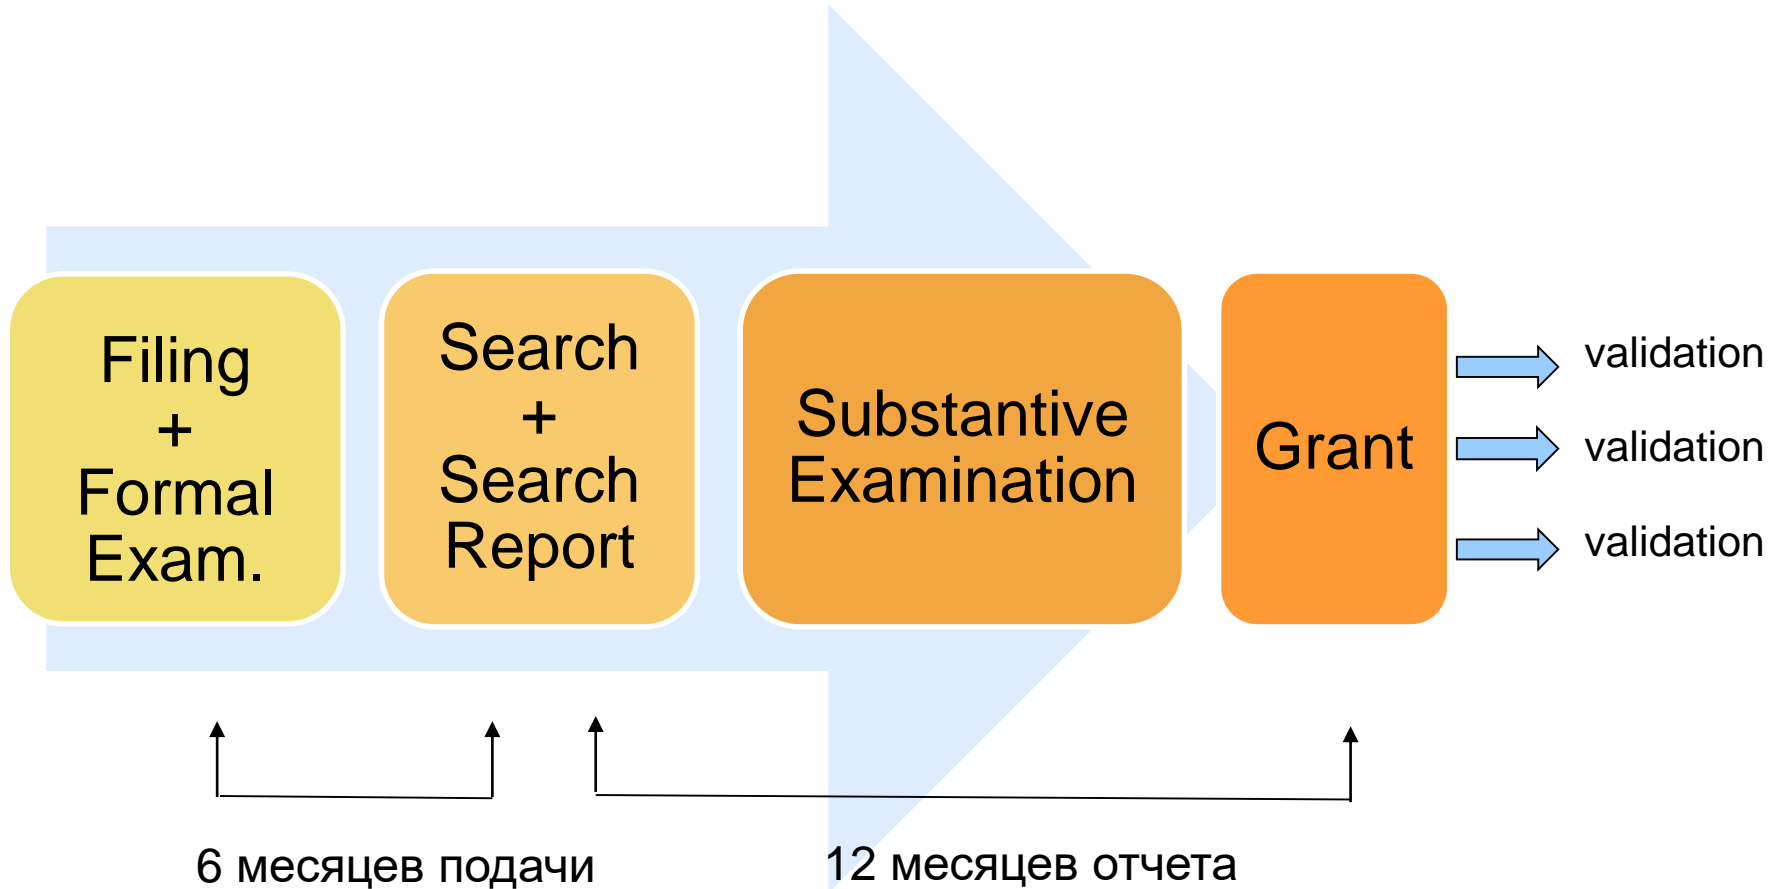 Filing
+
Formal
Exam.
Search
+
Search
Report
Substantive
Examination
Grant
validation
validation
validation
6 месяцев подачи
12 месяцев отчета